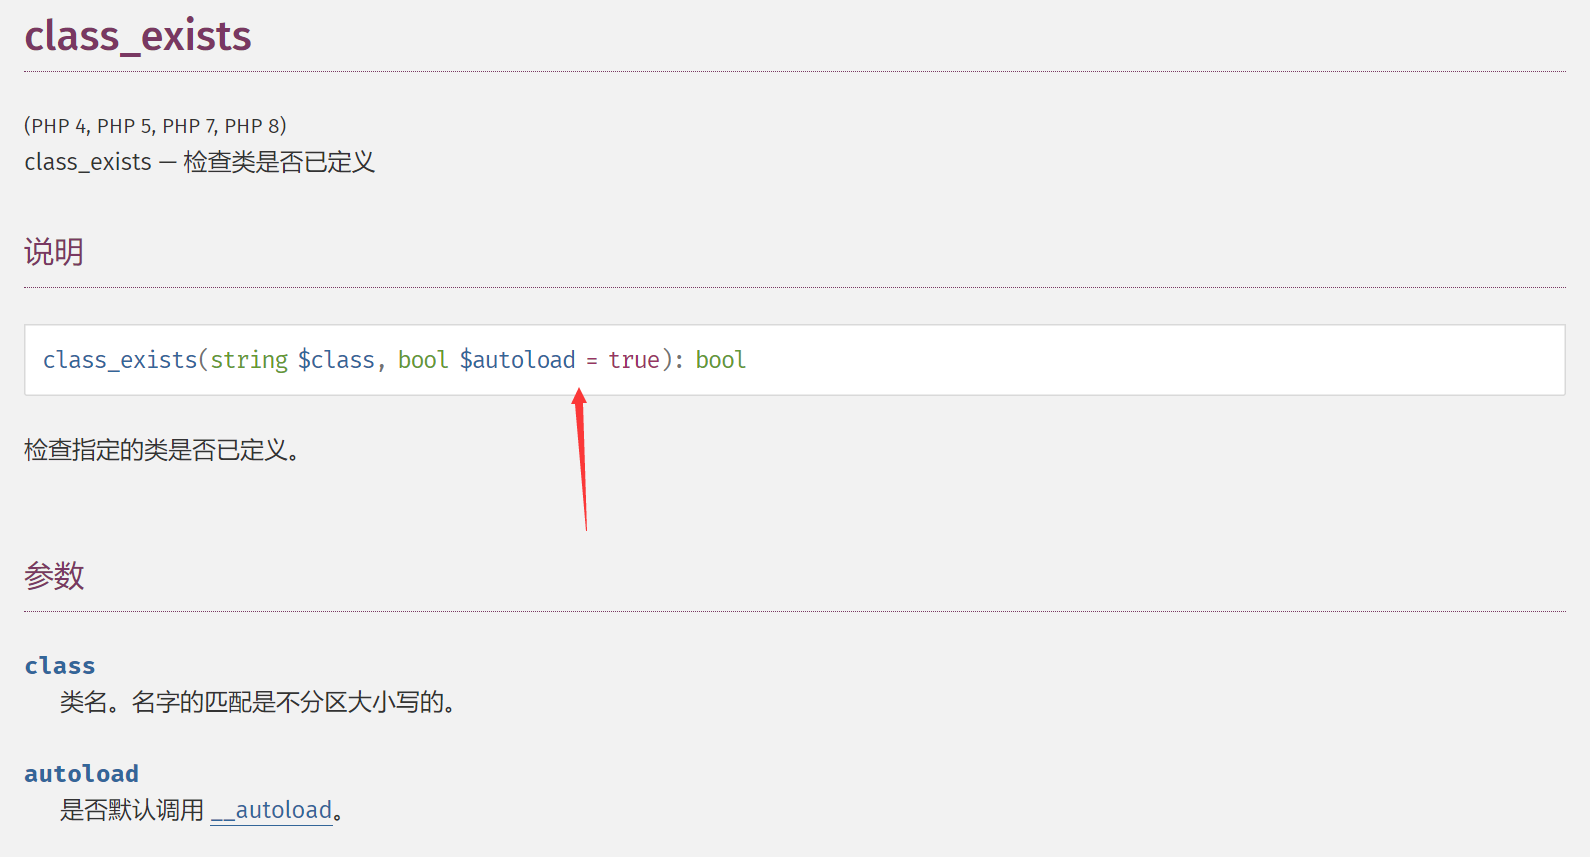 class_exists
(PHP 4, PHP 5, PHP 7, PHP 8)
class_exists — 检查类是否已定义
说明
class_exists(string $class, bool $autoload = true): bool
检查指定的类是否已定义。
参数
class
类名。名字的匹配是不分区大小写的。
autoload
是否默认调用 __autoload。